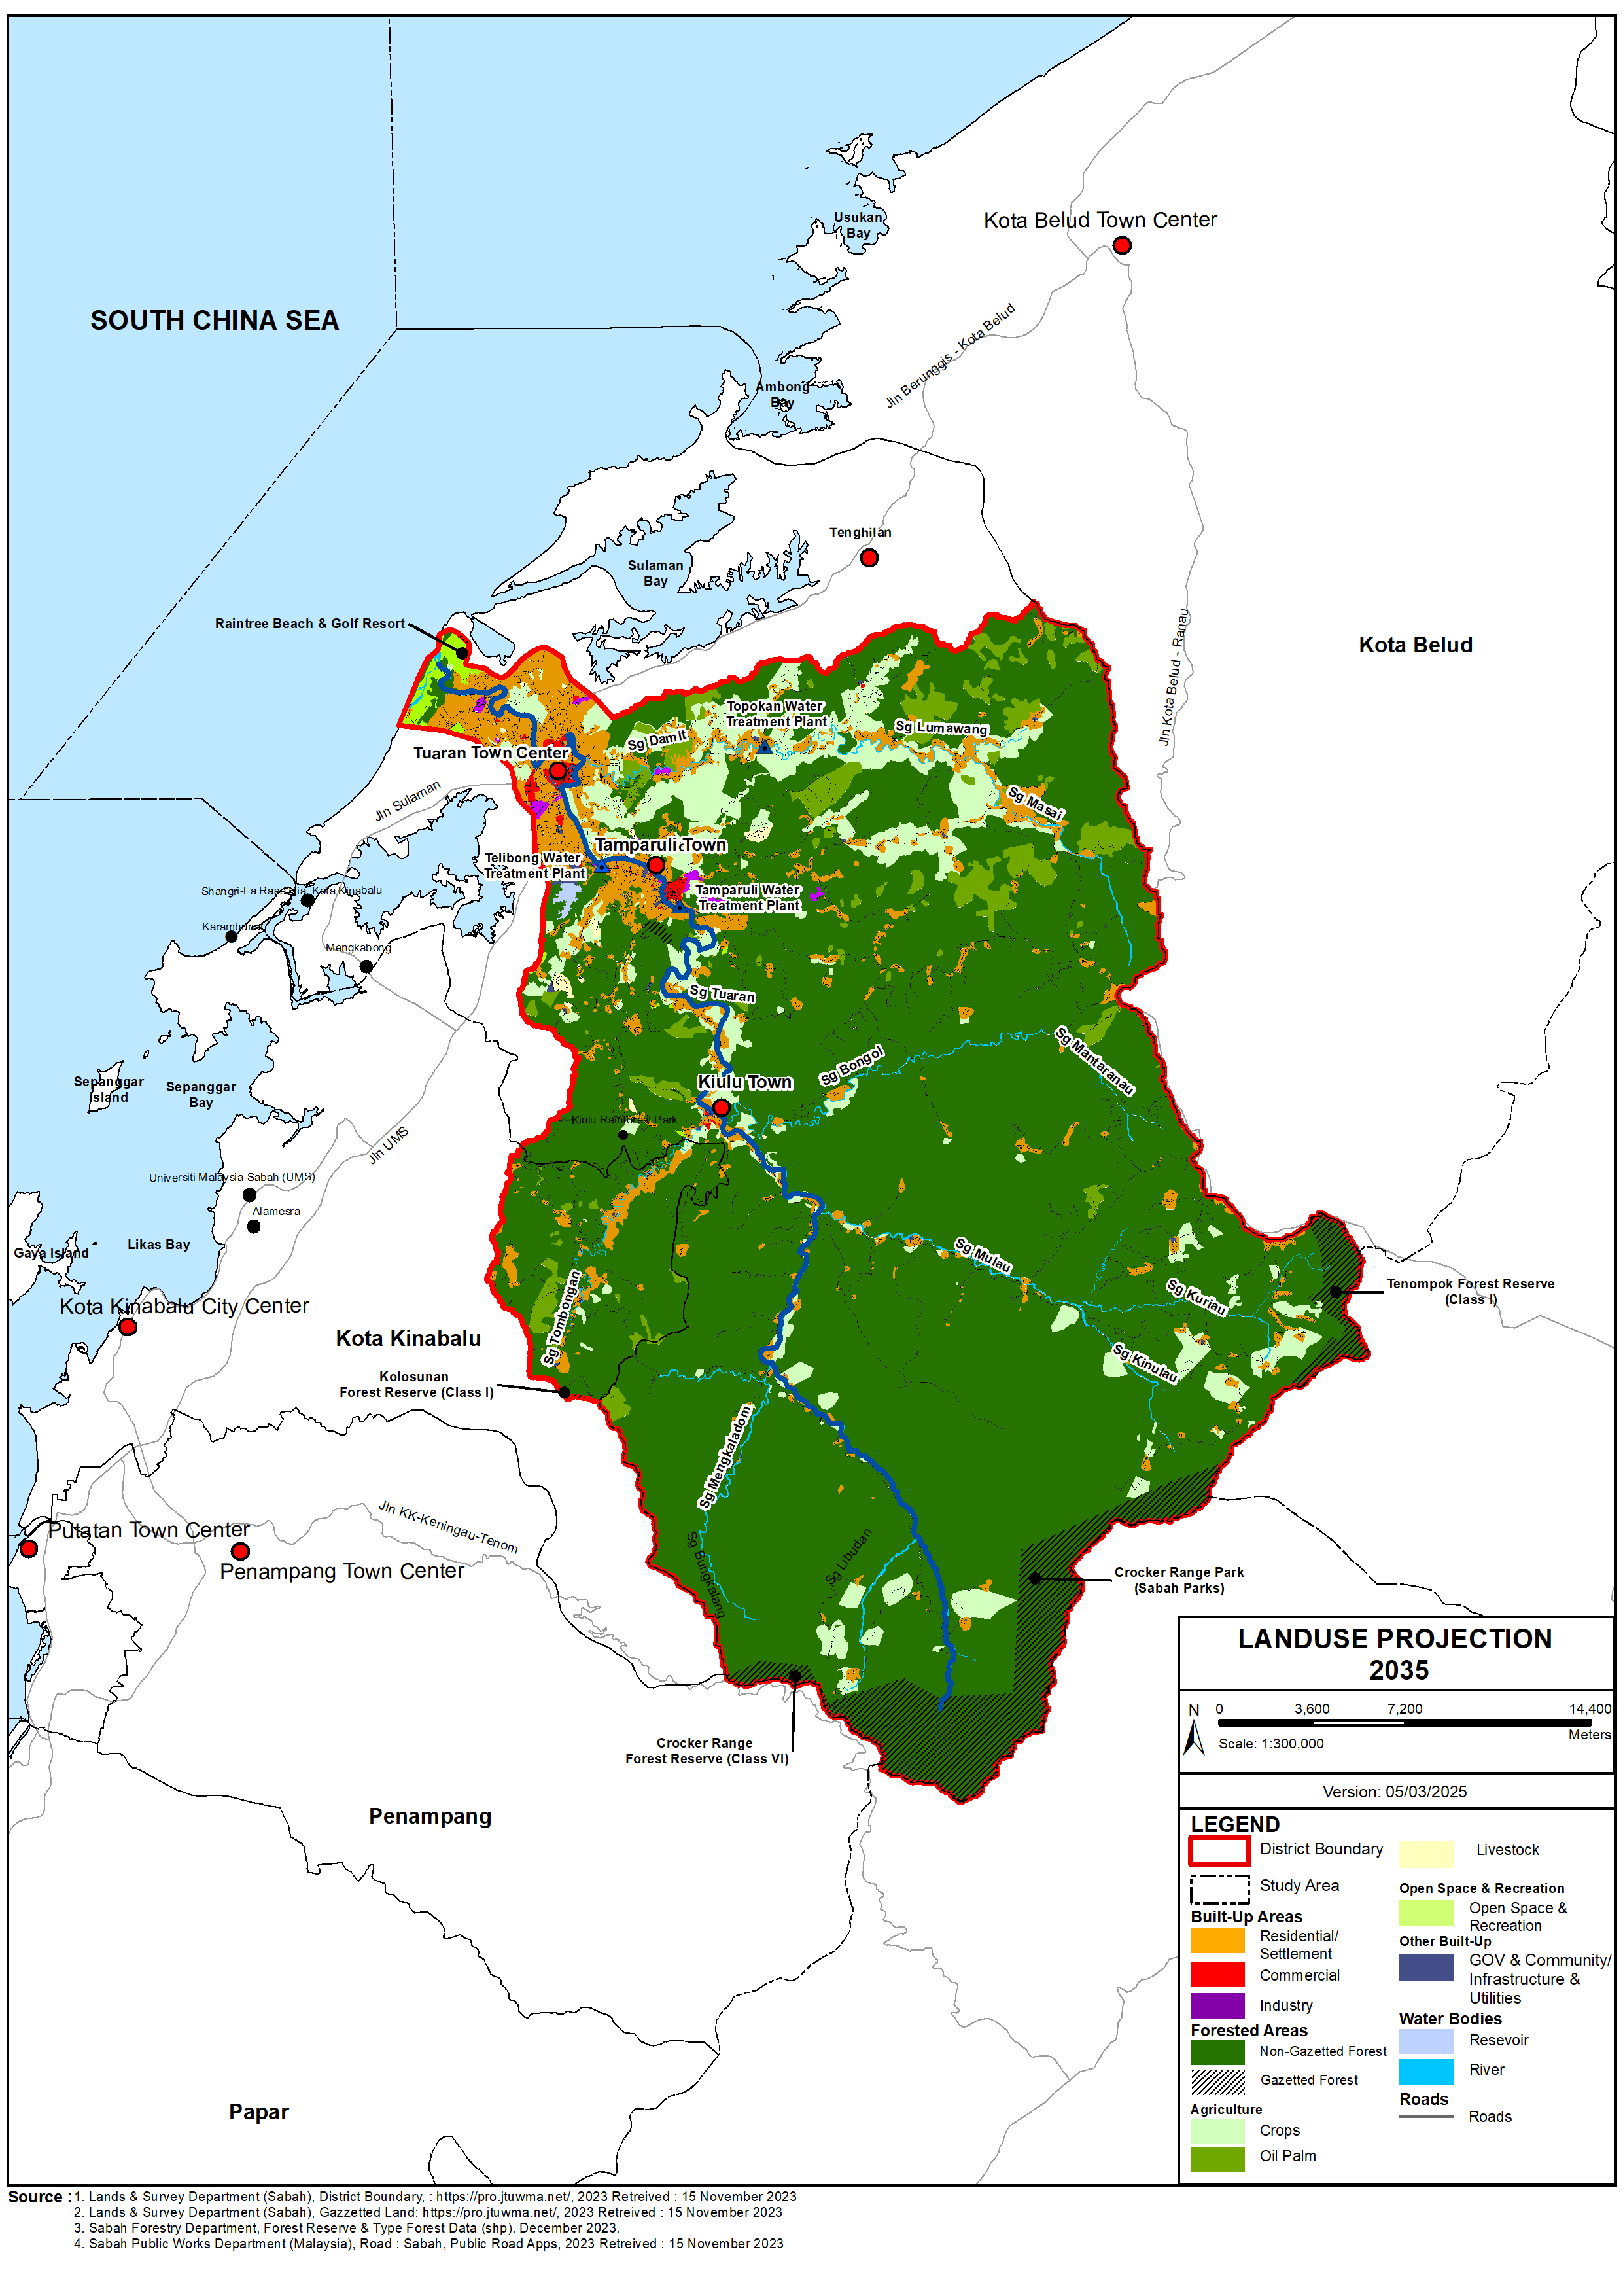 Usukan
Bay
Kota Belud Town Center
SOUTH CHINA SEA
Jln Berunggis - Kota Belud
Ambong
Bay
Tenghilan
Sulaman
Bay
Raintree Beach & Golf Resort
Jln Kota Belud - Ranau
Kota Belud
Topokan Water
Treatment Plant
Sg Lumawang
Sg Damit
Tuaran Town Center
Jln Sulaman
Sg Masai
Tamparuli Town
Telibong Water
Treatment Plant
Tamparuli Water
Treatment Plant
Shangri-La Rasa Ria, Kota Kinabalu
Karambunai
Mengkabong
Sg Tuaran
Sg Mantaranau
Sg Bongol
Sepanggar
island
Sepanggar
Bay
Kiulu Town
Kiulu Rainforest Park
Jln UMS
Universiti Malaysia Sabah (UMS)
Alamesra
Likas Bay
Gaya Island
Sg Mulau
Tenompok Forest Reserve
(Class I)
Sg Kuriau
Kota Kinabalu City Center
Sg Tombongan
Kota Kinabalu
Sg Kinulau
Kolosunan
Forest Reserve (Class I)
Sg Mengkaladom
Jln KK-Keningau-Tenom
Putatan Town Center
Penampang Town Center
Sg Bungkalang
Sg Libudan
Crocker Range Park
(Sabah Parks)
Crocker Range
Forest Reserve (Class VI)
Penampang
Papar
LANDUSE PROJECTION
2035
N
0 3,600 7,200 14,400
Meters
Scale: 1:300,000
Version: 05/03/2025
LEGEND
District Boundary
Study Area
Built-Up Areas
Residential/
Settlement
Commercial
Industry
Forested Areas
Non-Gazetted Forest
Gazetted Forest
Agriculture
Crops
Oil Palm
Livestock
Open Space & Recreation
Open Space &
Recreation
Other Built-Up
GOV & Community/
Infrastructure &
Utilities
Water Bodies
Resevoir
River
Roads
Roads
Source : 1. Lands & Survey Department (Sabah), District Boundary, : https://pro.jtuwma.net/, 2023 Retreived : 15 November 2023
2. Lands & Survey Department (Sabah), Gazzetted Land: https://pro.jtuwma.net/, 2023 Retreived : 15 November 2023
3. Sabah Forestry Department, Forest Reserve & Type Forest Data (shp). December 2023.
4. Sabah Public Works Department (Malaysia), Road : Sabah, Public Road Apps, 2023 Retreived : 15 November 2023